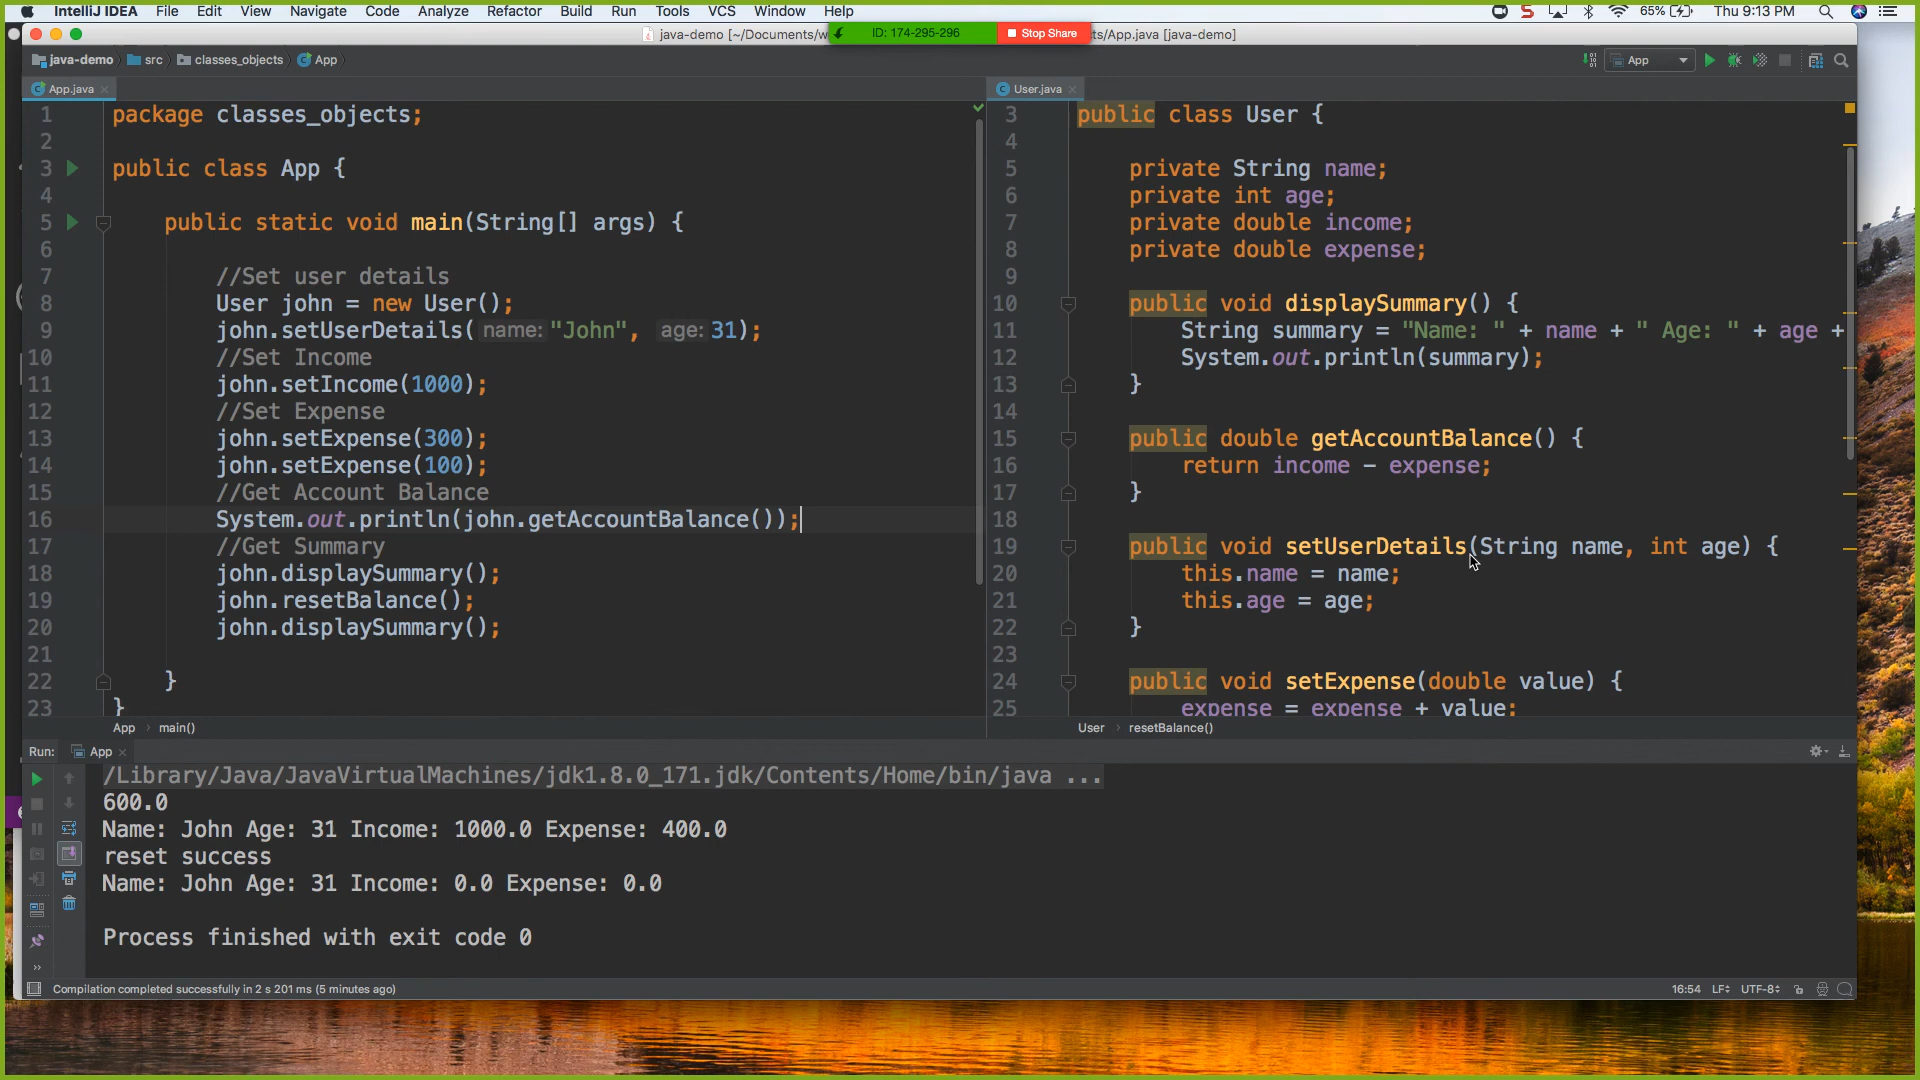 IntelliJ IDEA File Edit View Navigate Code Analyze Refactor Build Run Tools VCS Window Help
65% Thu 9:13 PM
java-demo [~/Documents/w
ID: 174-295-296
Stop Share
ts/App.java [java-demo]
java-demo src classes_objects App
App
App.java
1 package classes_objects;
2
3 public class App {
4
5 public static void main(String[] args) {
6
7 //Set user details
8 User john = new User();
9 john.setUserDetails( name: "John", age: 31);
10 //Set Income
11 john.setIncome(1000);
12 //Set Expense
13 john.setExpense(300);
14 john.setExpense(100);
15 //Get Account Balance
16 System.out.println(john.getAccountBalance());
17 //Get Summary
18 john.displaySummary();
19 john.resetBalance();
20 john.displaySummary();
21
22 }
23 }
App main()
User.java
3 public class User {
4
5 private String name;
6 private int age;
7 private double income;
8 private double expense;
9
10 public void displaySummary() {
11 String summary = "Name: " + name + " Age: " + age +
12 System.out.println(summary);
13 }
14
15 public double getAccountBalance() {
16 return income - expense;
17 }
18
19 public void setUserDetails(String name, int age) {
20 this.name = name;
21 this.age = age;
22 }
23
24 public void setExpense(double value) {
25 expense = expense + value;
User resetBalance()
Run: App
/Library/Java/JavaVirtualMachines/jdk1.8.0_171.jdk/Contents/Home/bin/java ...
600.0
Name: John Age: 31 Income: 1000.0 Expense: 400.0
reset success
Name: John Age: 31 Income: 0.0 Expense: 0.0
Process finished with exit code 0
Compilation completed successfully in 2 s 201 ms (5 minutes ago)
16:54 LF UTF-8